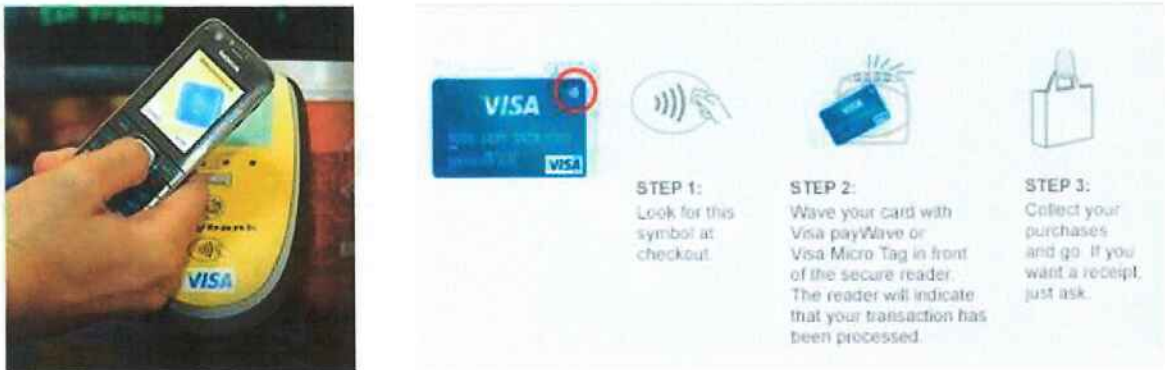 NOKIA
ybank
VISA
VISA
VISA
STEP 1:
Look for this
symbol at
checkout.
STEP 2:
Wave your card with
Visa payWave or
Visa Micro Tag in front
of the secure reader.
The reader will indicate
that your transaction has
been processed.
STEP 3:
Collect your
purchases
and go. If you
want a receipt,
just ask.